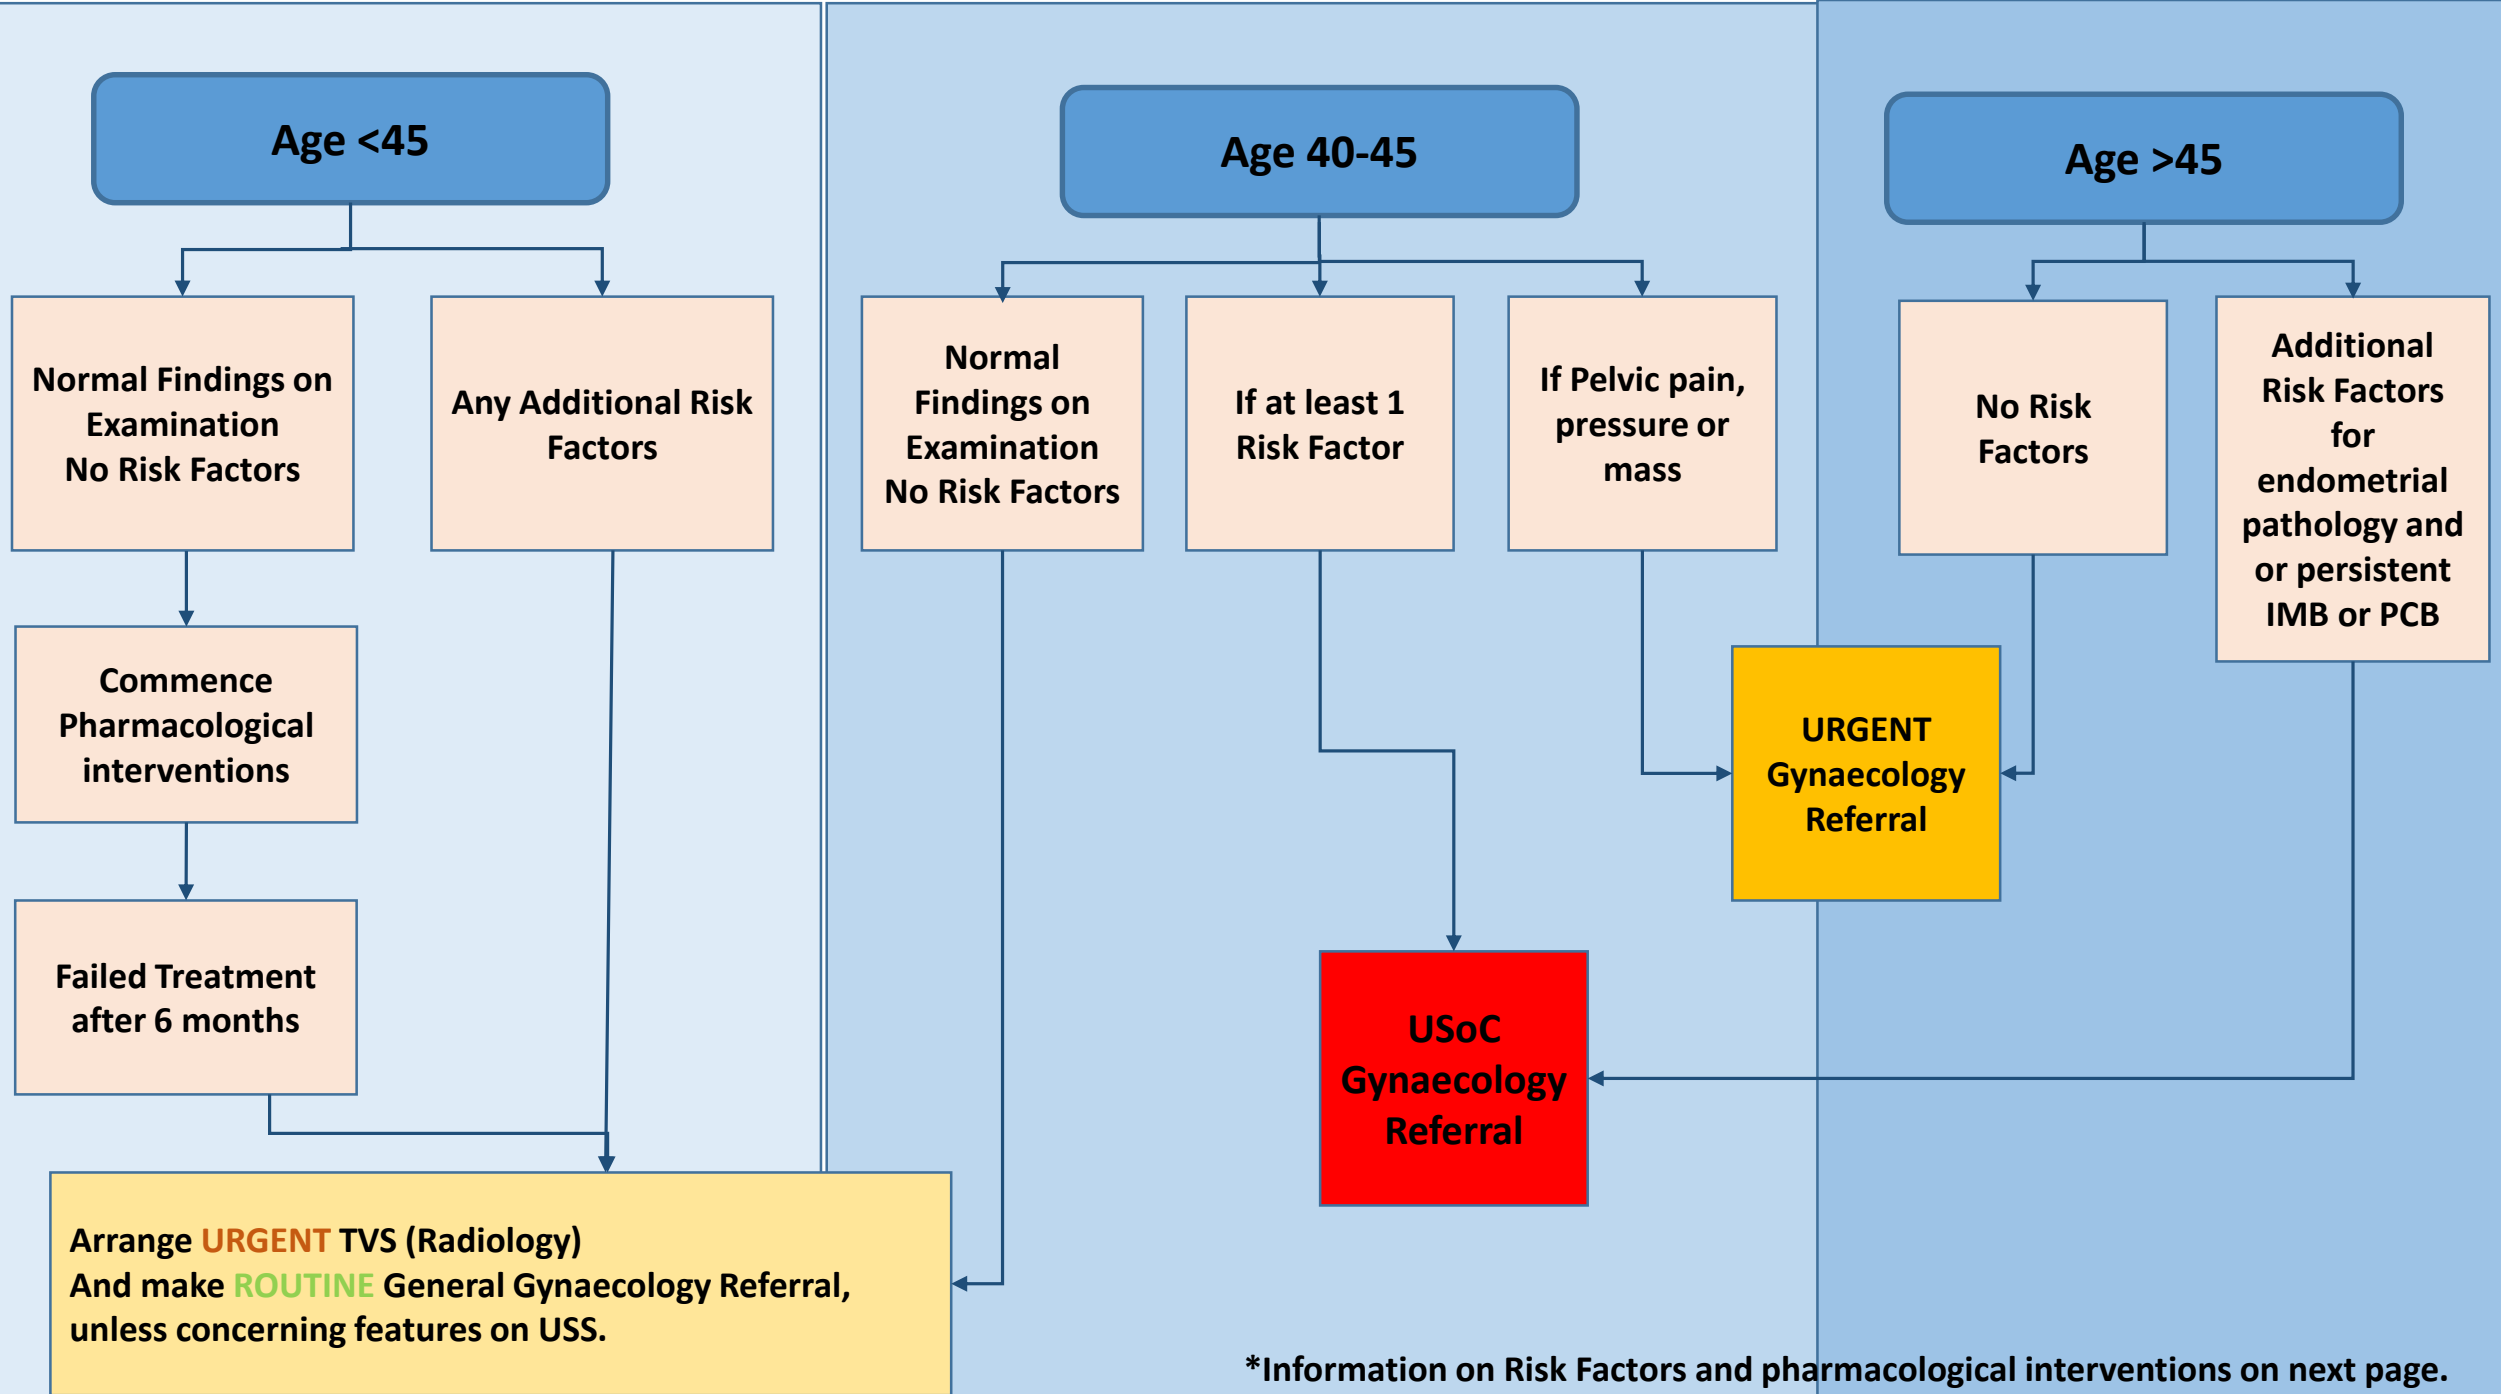 Age <45
Normal Findings on
Examination
No Risk Factors
Any Additional Risk
Factors
Commence
Pharmacological
interventions
Failed Treatment
after 6 months
Arrange URGENT TVS (Radiology)
And make ROUTINE General Gynaecology Referral,
unless concerning features on USS.
Age 40-45
Normal
Findings on
Examination
No Risk Factors
If at least 1
Risk Factor
If Pelvic pain,
pressure or
mass
USoC
Gynaecology
Referral
URGENT
Gynaecology
Referral
Age >45
No Risk
Factors
Additional
Risk Factors
for
endometrial
pathology and
or persistent
IMB or PCB
*Information on Risk Factors and pharmacological interventions on next page.